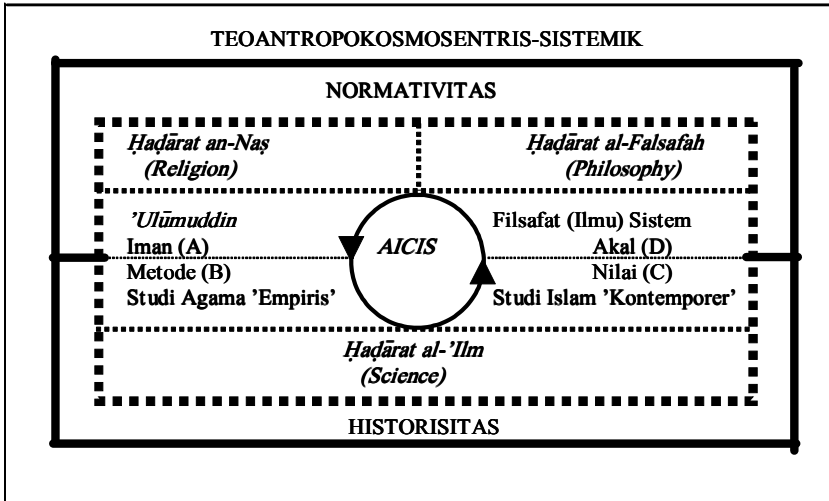 TEOANTROPOKOSMOSENTRIS-SISTEMIK
NORMATIVITAS
Ḥaḍārat an-Naṣ
(Religion)
Ḥaḍārat al-Falsafah
(Philosophy)
'Ulūmuddin
Iman (A)
Metode (B)
Studi Agama 'Empiris'
AICIS
Filsafat (Ilmu) Sistem
Akal (D)
Nilai (C)
Studi Islam 'Kontemporer'
Ḥaḍārat al-'Ilm
(Science)
HISTORISITAS